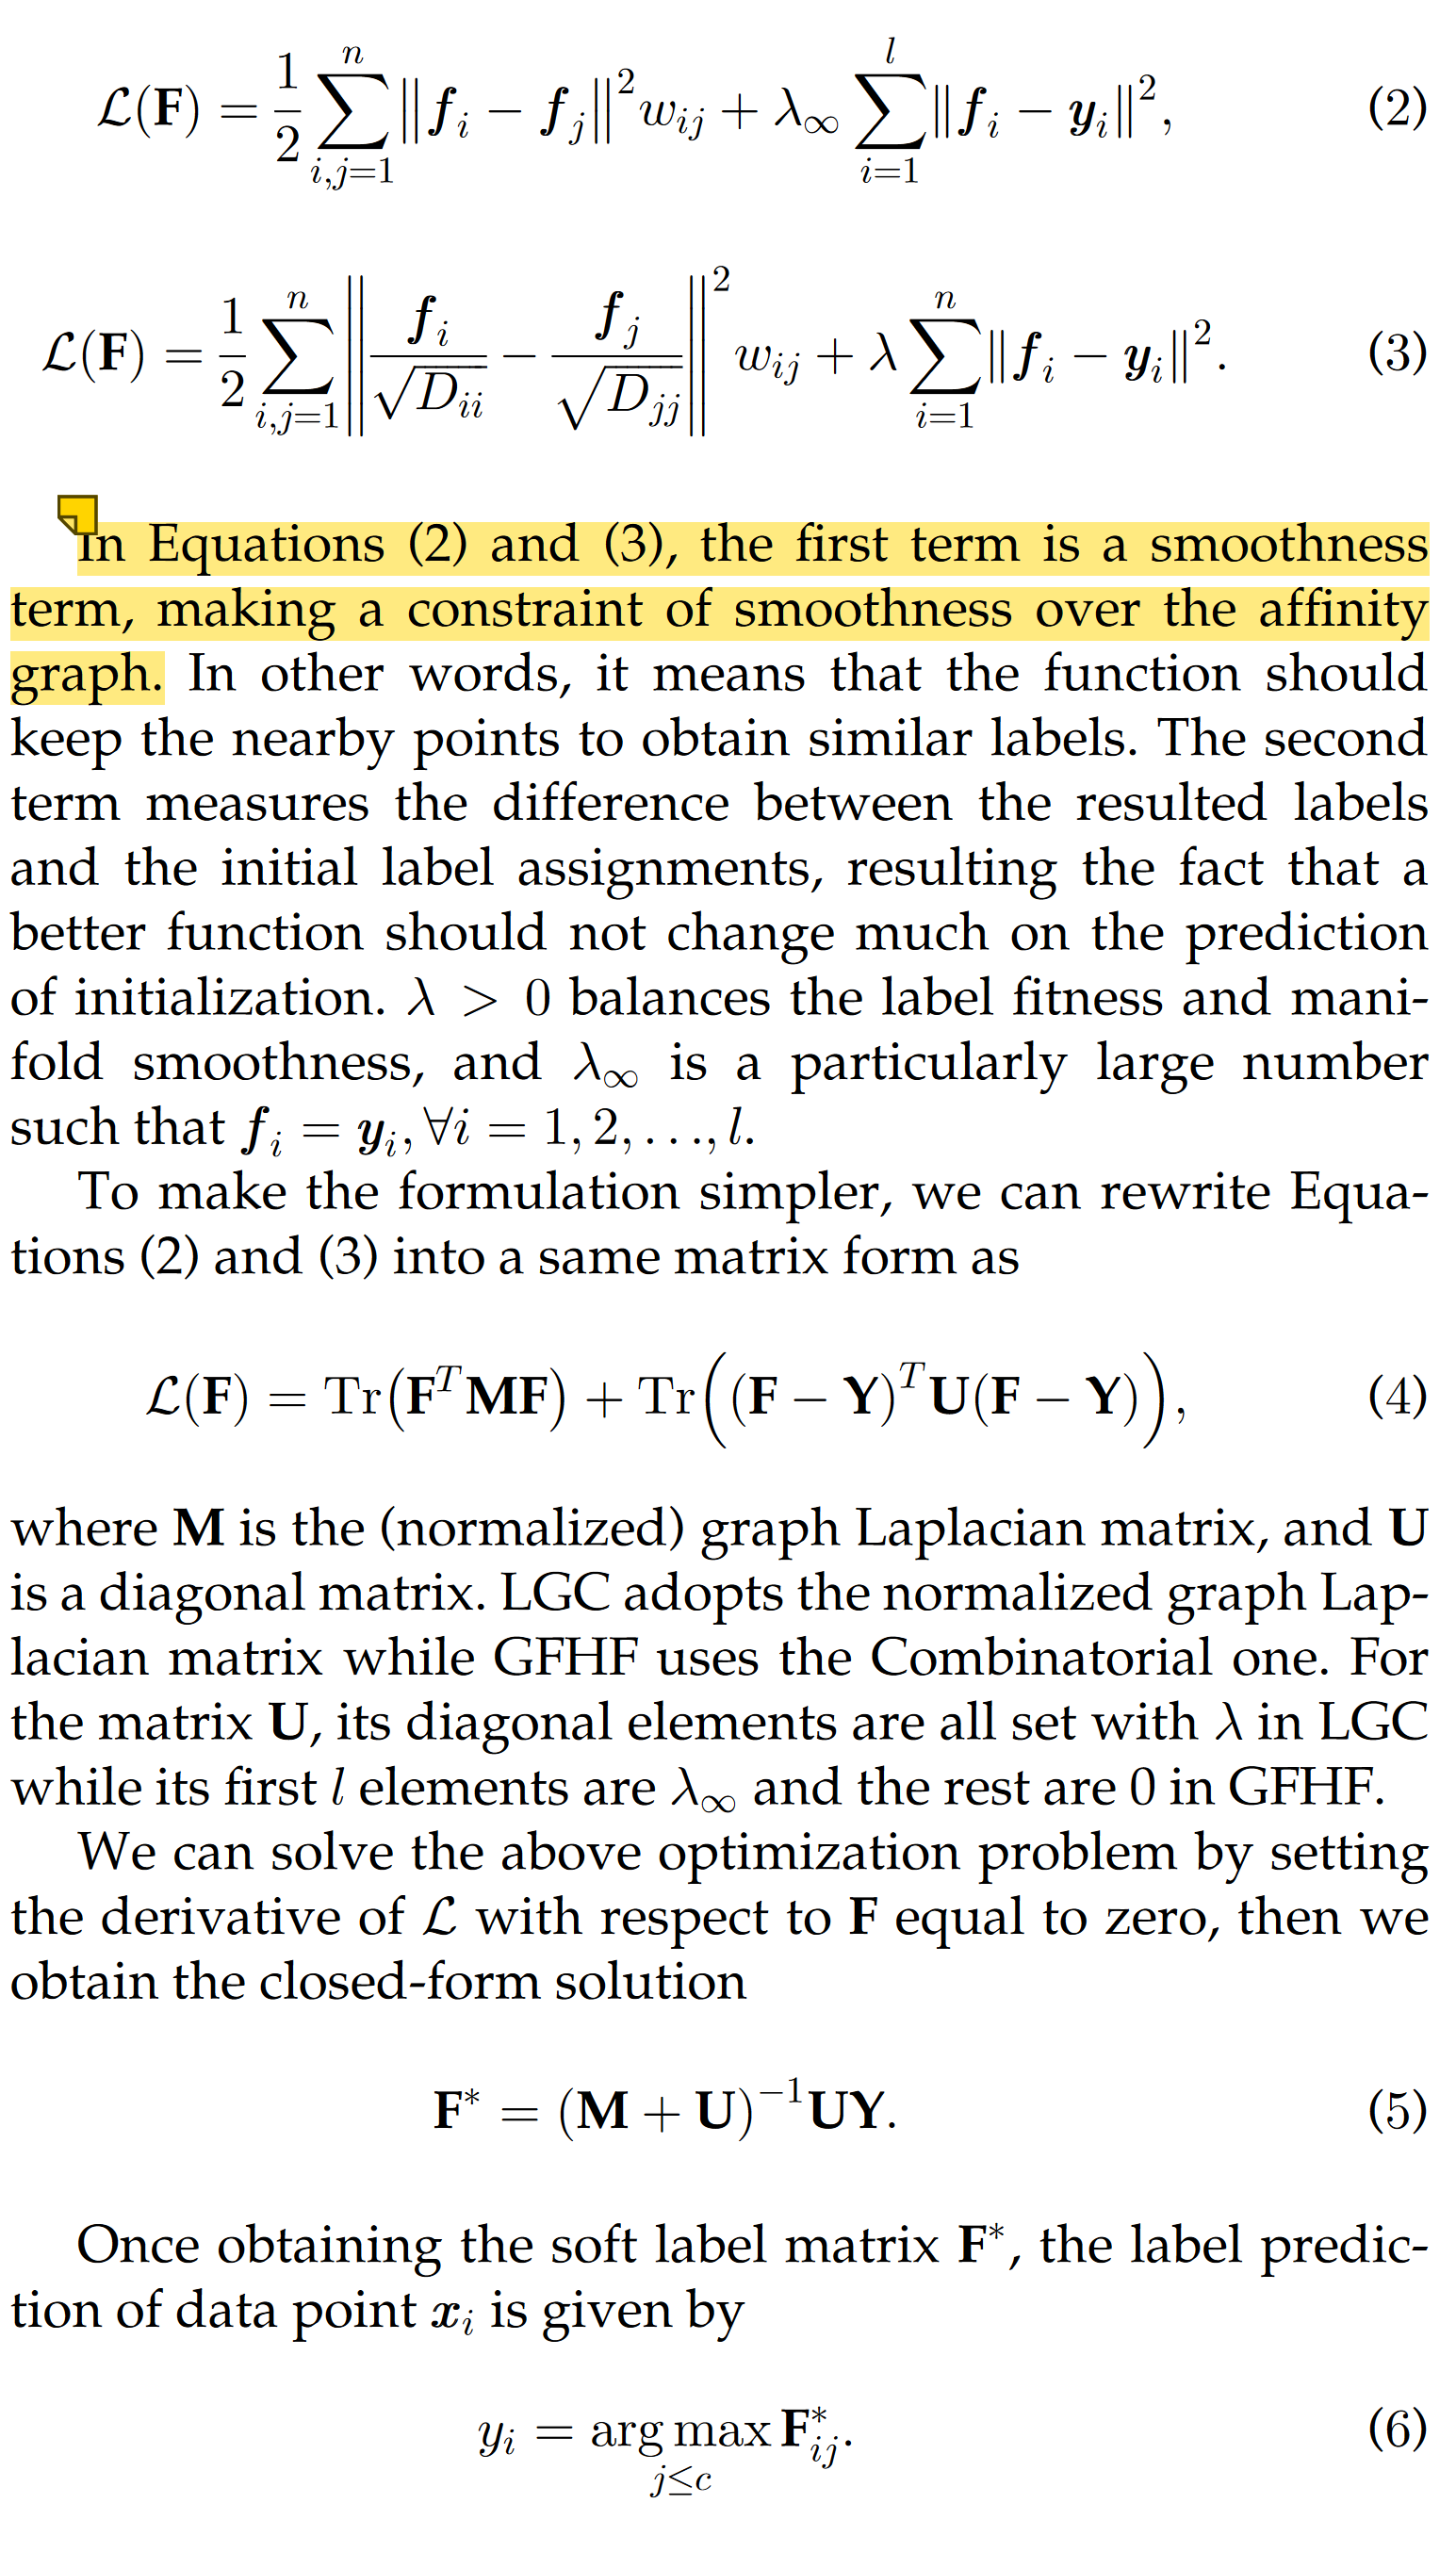 $\mathcal{L}(\mathbf{F}) = \frac{1}{2} \sum_{i,j=1}^{n} \left\| \boldsymbol{f}_i - \boldsymbol{f}_j \right\|^2 w_{ij} + \lambda_\infty \sum_{i=1}^{l} \left\| \boldsymbol{f}_i - \boldsymbol{y}_i \right\|^2,$ (2)
$\mathcal{L}(\mathbf{F}) = \frac{1}{2} \sum_{i,j=1}^{n} \left\| \frac{\boldsymbol{f}_i}{\sqrt{D_{ii}}} - \frac{\boldsymbol{f}_j}{\sqrt{D_{jj}}} \right\|^2 w_{ij} + \lambda \sum_{i=1}^{n} \left\| \boldsymbol{f}_i - \boldsymbol{y}_i \right\|^2.$ (3)
In Equations (2) and (3), the first term is a smoothness
term, making a constraint of smoothness over the affinity
graph. In other words, it means that the function should
keep the nearby points to obtain similar labels. The second
term measures the difference between the resulted labels
and the initial label assignments, resulting the fact that a
better function should not change much on the prediction
of initialization. $\lambda > 0$ balances the label fitness and mani-
fold smoothness, and $\lambda_\infty$ is a particularly large number
such that $\boldsymbol{f}_i = \boldsymbol{y}_i, \forall i = 1, 2, \ldots, l.$
To make the formulation simpler, we can rewrite Equa-
tions (2) and (3) into a same matrix form as
$\mathcal{L}(\mathbf{F}) = \mathrm{Tr}\left(\mathbf{F}^T \mathbf{M} \mathbf{F}\right) + \mathrm{Tr}\left((\mathbf{F} - \mathbf{Y})^T \mathbf{U} (\mathbf{F} - \mathbf{Y})\right),$ (4)
where $\mathbf{M}$ is the (normalized) graph Laplacian matrix, and $\mathbf{U}$
is a diagonal matrix. LGC adopts the normalized graph Lap-
lacian matrix while GFHF uses the Combinatorial one. For
the matrix $\mathbf{U}$, its diagonal elements are all set with $\lambda$ in LGC
while its first $l$ elements are $\lambda_\infty$ and the rest are 0 in GFHF.
We can solve the above optimization problem by setting
the derivative of $\mathcal{L}$ with respect to $\mathbf{F}$ equal to zero, then we
obtain the closed-form solution
$\mathbf{F}^* = (\mathbf{M} + \mathbf{U})^{-1} \mathbf{U} \mathbf{Y}.$ (5)
Once obtaining the soft label matrix $\mathbf{F}^*$, the label predic-
tion of data point $\boldsymbol{x}_i$ is given by
$y_i = \underset{j \leq c}{\arg\max}\, \mathbf{F}^*_{ij}.$ (6)